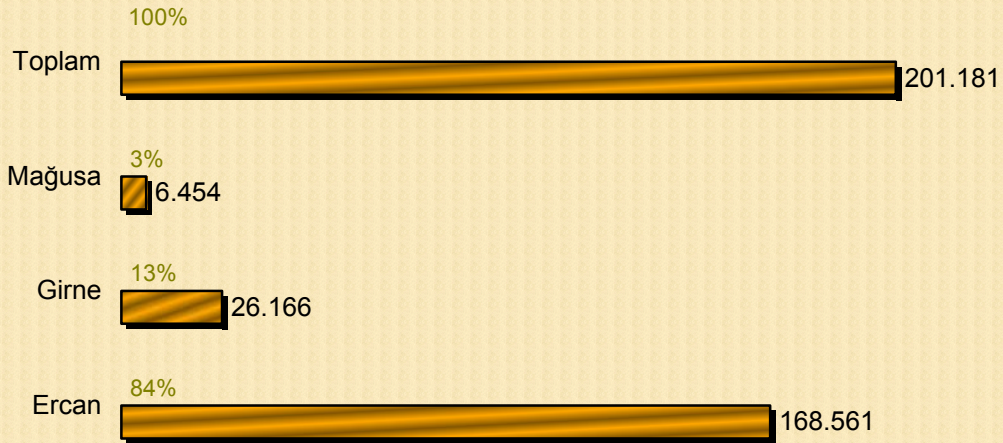 100%
Toplam
201.181
3%
Mağusa
6.454
13%
Girne
26.166
84%
Ercan
168.561